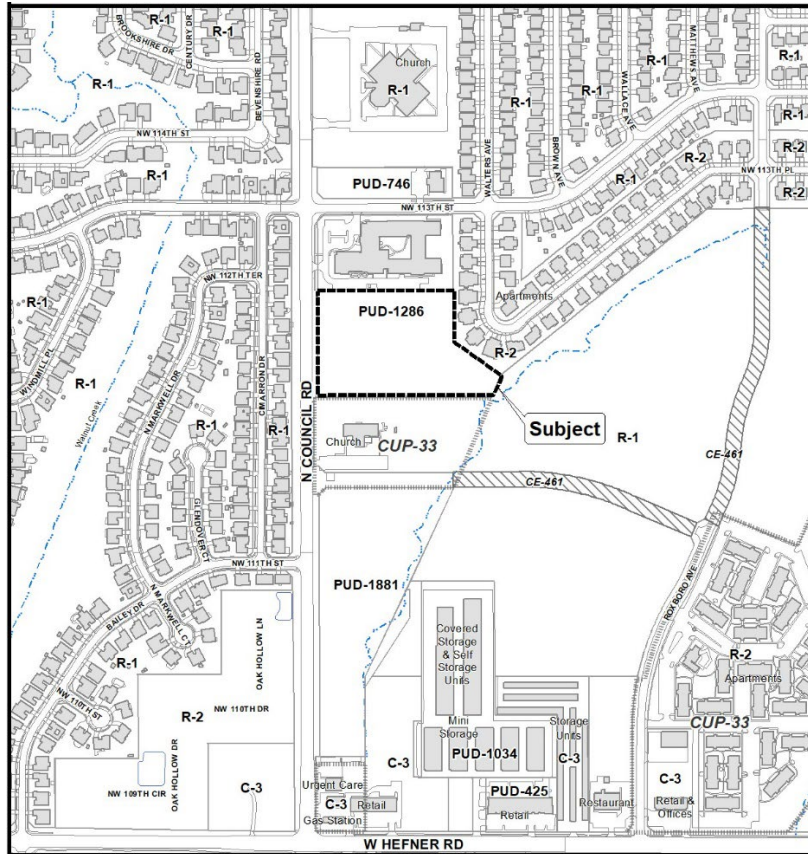 BROOKSHIRE DR
CENTURY DR
R-1
BEVENSHIRE RD
R-1
R-1
NW 114TH ST
R-1
Church
R-1
R-1
WALLACE AVE
R-1
MATTHEWS AVE
R-1
R-1
R-2
R-2
WALTERS AVE
BROWN AVE
R-1
R-2
NW 113TH PL
PUD-746
NW 113TH ST
NW 112TH TER
R-1
WINDMILL PL
R-1
Walnut Creek
N MARKWELL DR
R-1
CIMARRON DR
R-1
GLENDOVER CT
N COUNCIL RD
PUD-1286
Apartments
R-2
Subject
R-1
Church
CUP-33
CE-461
CE-461
NW 111TH ST
N MARKWELL CT
BAILEY DR
R-1
NW 110TH ST
OAK HOLLOW LN
R-2
NW 110TH DR
OAK HOLLOW DR
NW 109TH CIR
C-3
PUD-1881
ROXBORO AVE
Covered
Storage
& Self
Storage
Units
Mini
Storage
PUD-1034
Storage
Units
C-3
C-3
R-2
Apartments
CUP-33
Urgent Care
C-3
Gas Station
Retail
PUD-425
Retail
Restaurant
C-3
Retail &
Offices
W HEFNER RD